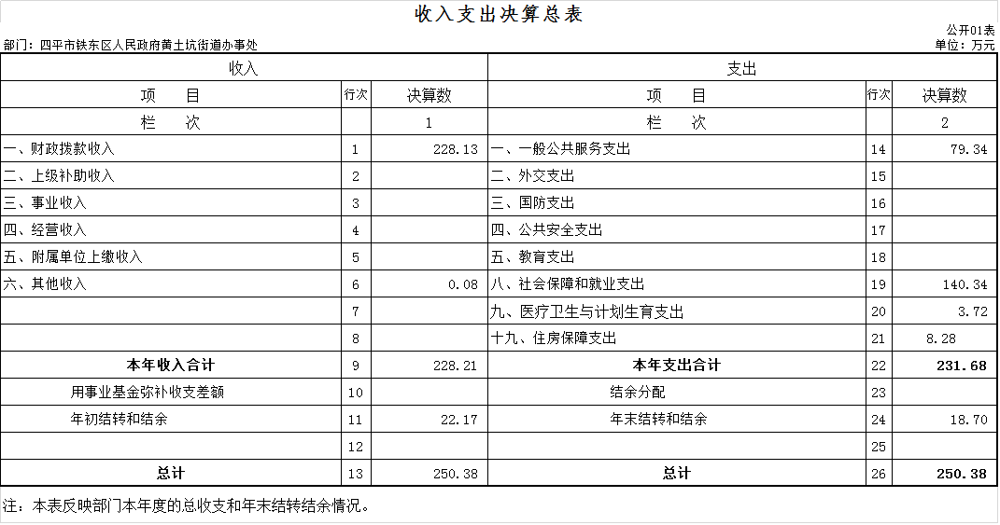 收入支出决算总表
公开01表
部门：四平市铁东区人民政府黄土坑街道办事处 单位：万元
收入 支出
项 目 行次 决算数 项 目 行次 决算数
栏 次 1 栏 次 2
一、财政拨款收入 1 228.13 一、一般公共服务支出 14 79.34
二、上级补助收入 2 二、外交支出 15
三、事业收入 3 三、国防支出 16
四、经营收入 4 四、公共安全支出 17
五、附属单位上缴收入 5 五、教育支出 18
六、其他收入 6 0.08 八、社会保障和就业支出 19 140.34
7 九、医疗卫生与计划生育支出 20 3.72
8 十九、住房保障支出 21 8.28
本年收入合计 9 228.21 本年支出合计 22 231.68
用事业基金弥补收支差额 10 结余分配 23
年初结转和结余 11 22.17 年末结转和结余 24 18.70
12 25
总计 13 250.38 总计 26 250.38
注：本表反映部门本年度的总收支和年末结转结余情况。